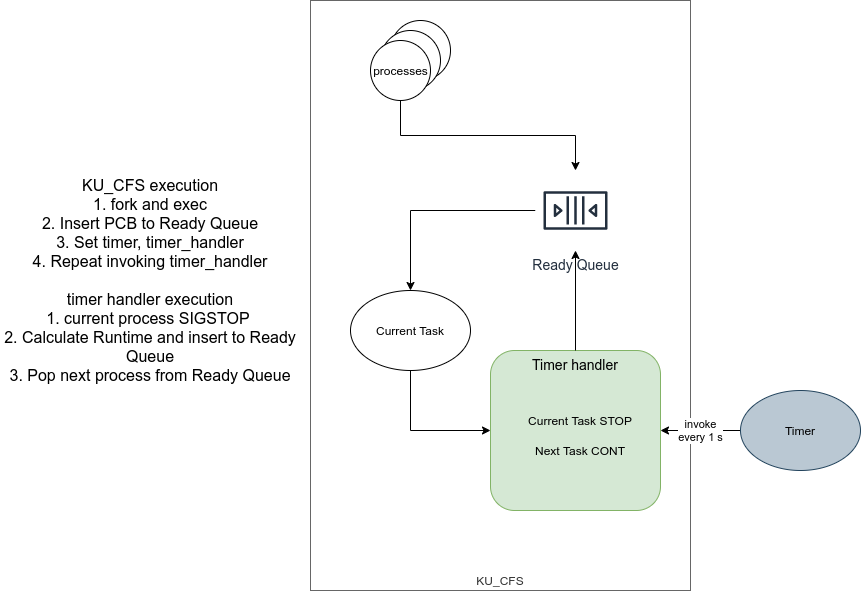 KU_CFS execution
1. fork and exec
2. Insert PCB to Ready Queue
3. Set timer, timer_handler
4. Repeat invoking timer_handler
timer handler execution
1. current process SIGSTOP
2. Calculate Runtime and insert to Ready
Queue
3. Pop next process from Ready Queue
processes
Ready Queue
Current Task
Timer handler
Current Task STOP
Next Task CONT
invoke
every 1 s
Timer
KU_CFS